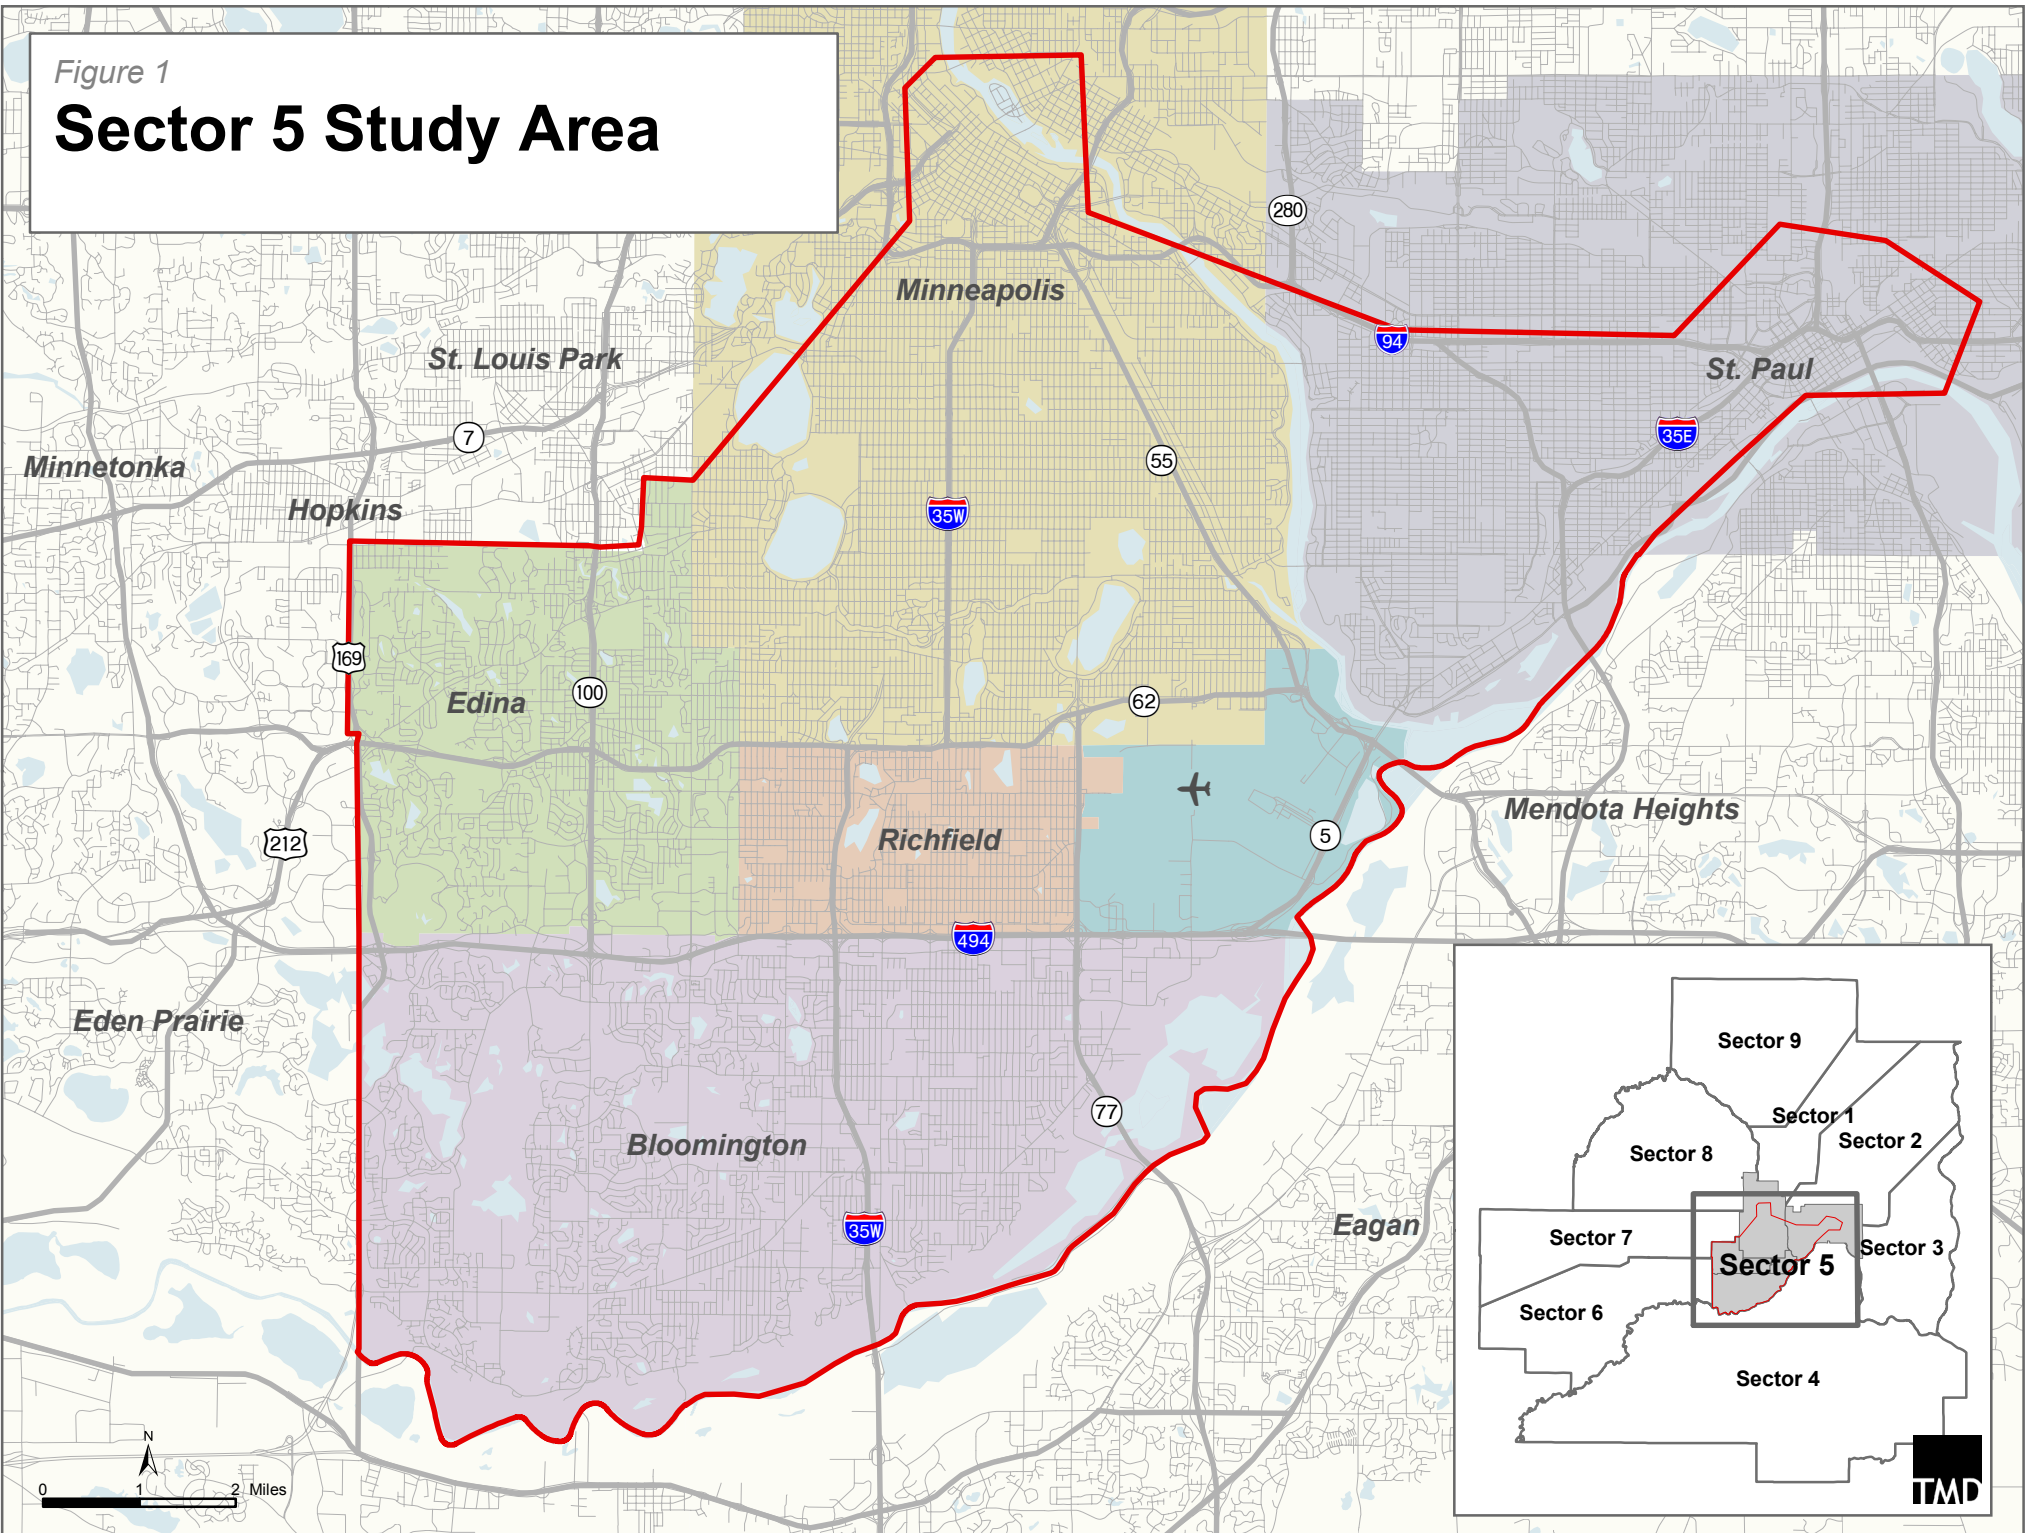 Figure 1
Sector 5 Study Area
280
Minneapolis
94
St. Louis Park
St. Paul
7
35E
55
Minnetonka
Hopkins
35W
169
100
Edina
62
Mendota Heights
5
Richfield
212
494
Eden Prairie
77
Bloomington
35W
Eagan
Sector 9
Sector 1
Sector 2
Sector 8
Sector 7
Sector 3
Sector 5
Sector 6
Sector 4
N
0 1 2 Miles
TMD